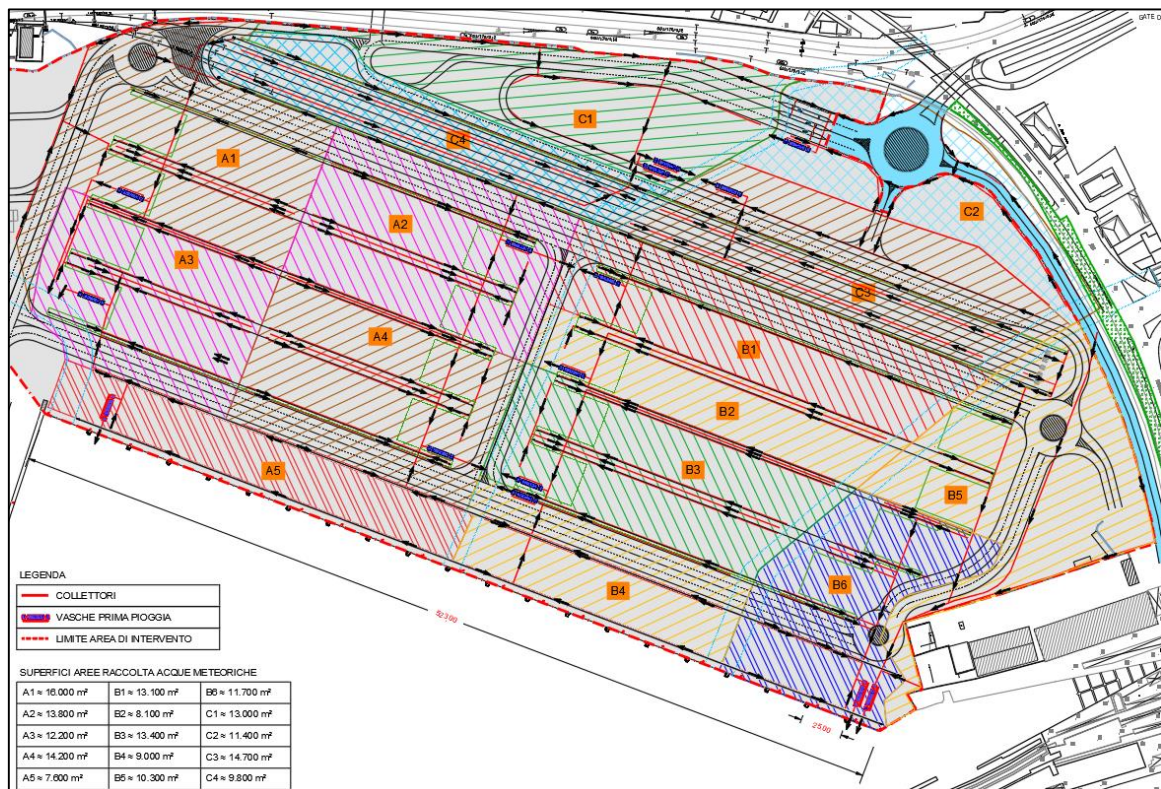 GATE D
C1
C4
A1
A2
C2
A3
C3
A4
B1
B2
B3
A5
B5
B6
B4
523,00
25,00
LEGENDA
COLLETTORI
VASCHE PRIMA PIOGGIA
LIMITE AREA DI INTERVENTO
SUPERFICI AREE RACCOLTA ACQUE METEORICHE
A1 ≈ 16.000 m² B1 ≈ 13.100 m² B6 ≈ 11.700 m²
A2 ≈ 13.800 m² B2 ≈ 8.100 m² C1 ≈ 13.000 m²
A3 ≈ 12.200 m² B3 ≈ 13.400 m² C2 ≈ 11.400 m²
A4 ≈ 14.200 m² B4 ≈ 9.000 m² C3 ≈ 14.700 m²
A5 ≈ 7.600 m² B5 ≈ 10.300 m² C4 ≈ 9.800 m²